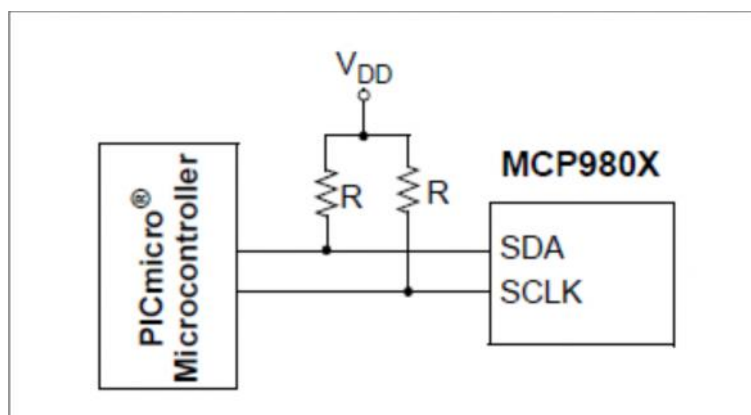 VDD
MCP980X
PICmicro®
Microcontroller
R
R
SDA
SCLK